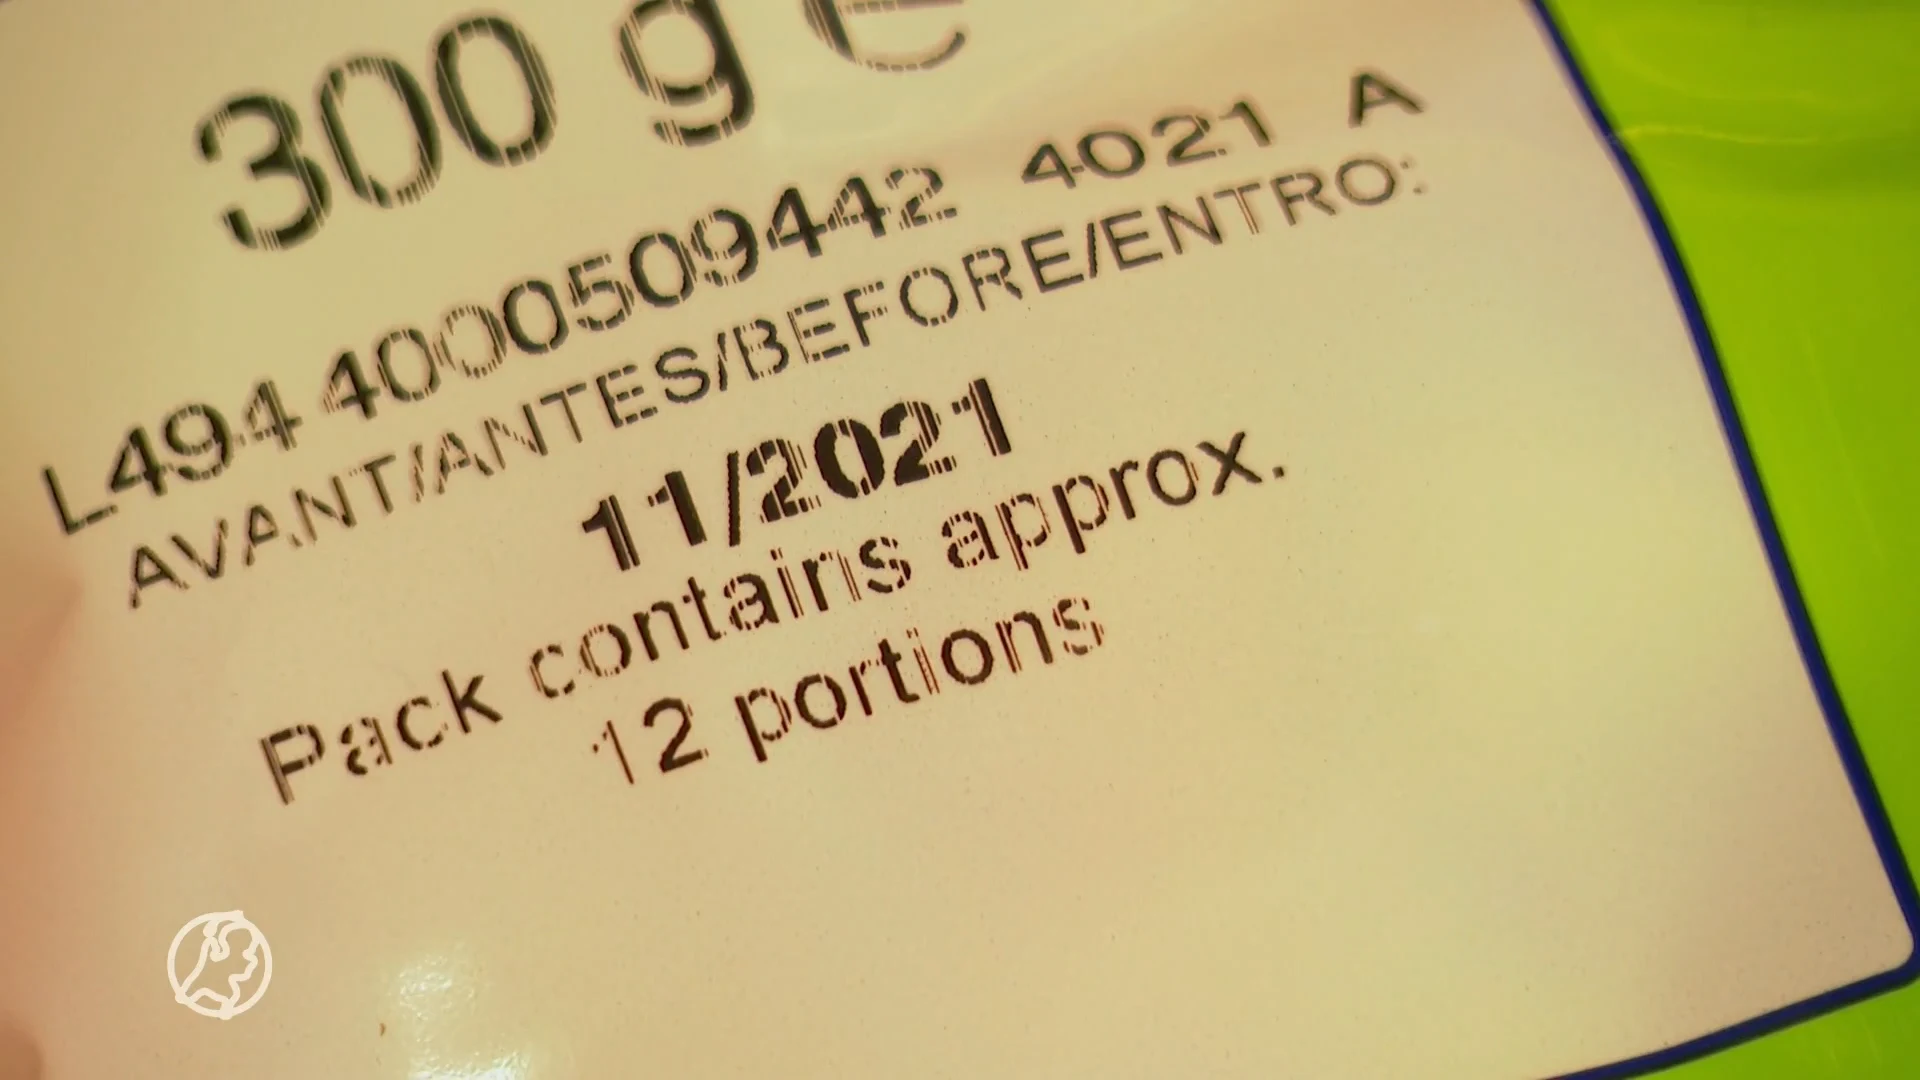 300 g e
L494 4000509442 4021 A
AVANT/ANTES/BEFORE/ENTRO:
11/2021
Pack contains approx.
12 portions